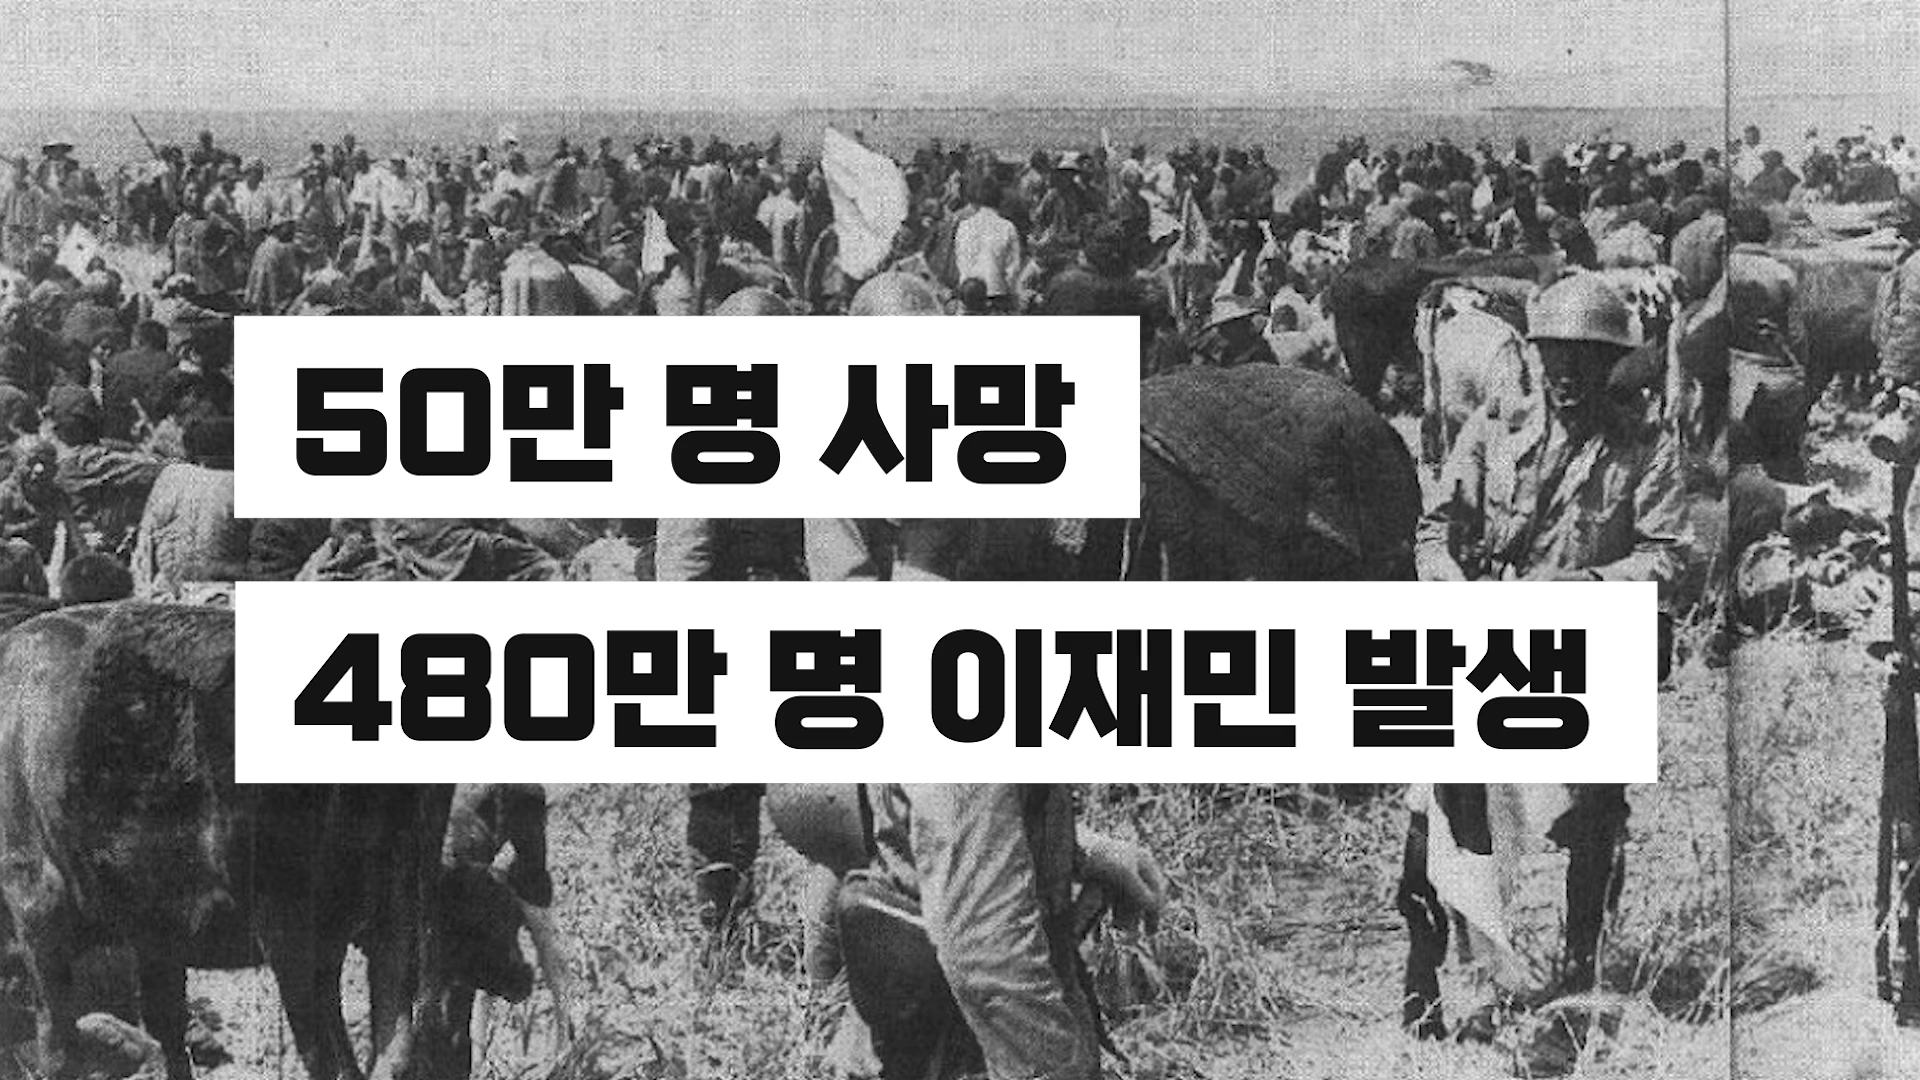 50만 명 사망
480만 명 이재민 발생